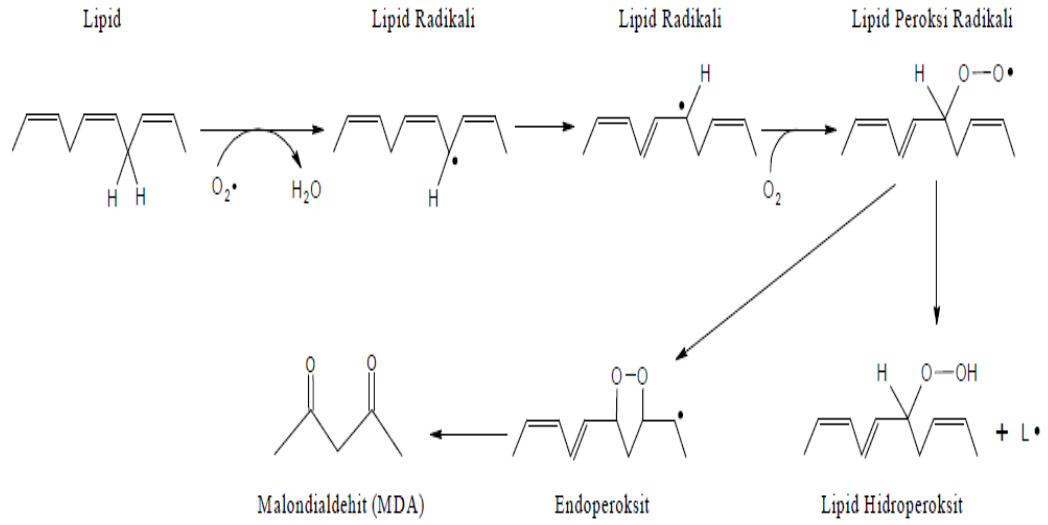 Lipid
Lipid Radikali
Lipid Radikali
Lipid Peroksi Radikali
H
H
O—O•
O₂•
H₂O
H
H H
O₂
O O
O-O
H
O—OH
+ L•
Malondialdehit (MDA)
Endoperoksit
Lipid Hidroperoksit